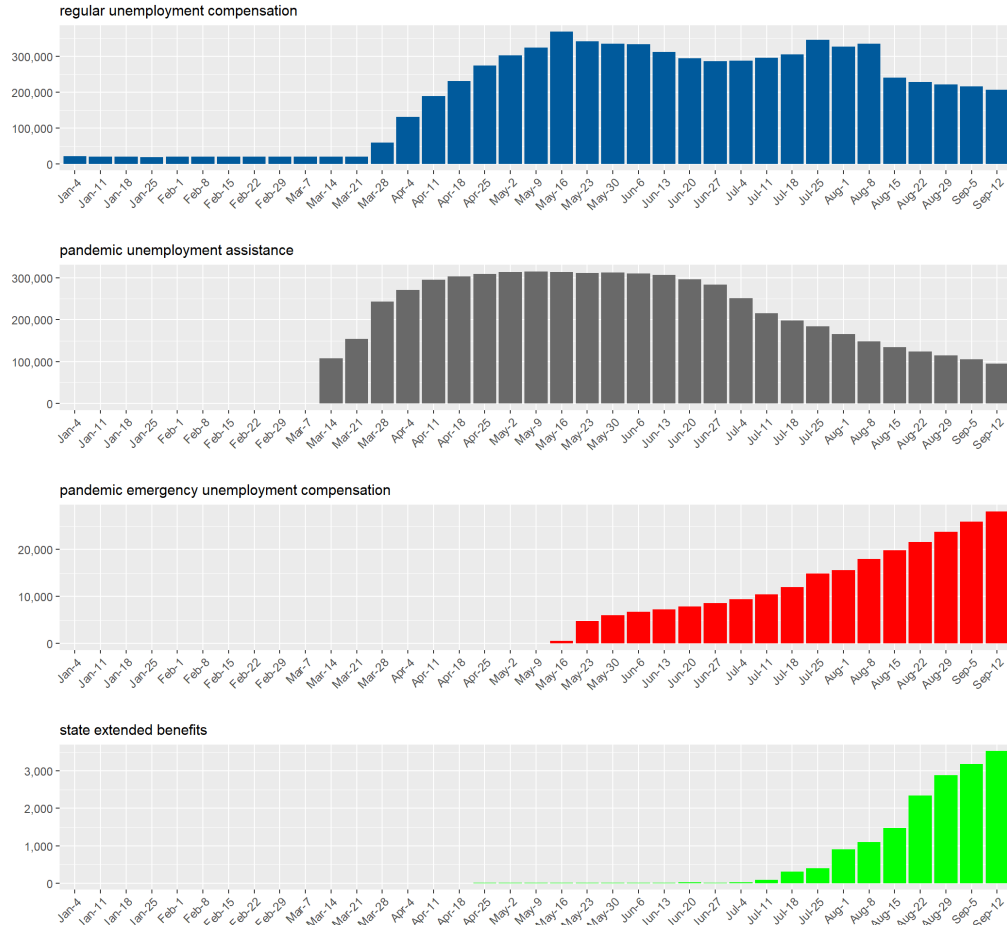 regular unemployment compensation
300,000
200,000
100,000
0
Jan-4 Jan-11 Jan-18 Jan-25 Feb-1 Feb-8 Feb-15 Feb-22 Feb-29 Mar-7 Mar-14 Mar-21 Mar-28 Apr-4 Apr-11 Apr-18 Apr-25 May-2 May-9 May-16 May-23 May-30 Jun-6 Jun-13 Jun-20 Jun-27 Jul-4 Jul-11 Jul-18 Jul-25 Aug-1 Aug-8 Aug-15 Aug-22 Aug-29 Sep-5 Sep-12
pandemic unemployment assistance
300,000
200,000
100,000
0
Jan-4 Jan-11 Jan-18 Jan-25 Feb-1 Feb-8 Feb-15 Feb-22 Feb-29 Mar-7 Mar-14 Mar-21 Mar-28 Apr-4 Apr-11 Apr-18 Apr-25 May-2 May-9 May-16 May-23 May-30 Jun-6 Jun-13 Jun-20 Jun-27 Jul-4 Jul-11 Jul-18 Jul-25 Aug-1 Aug-8 Aug-15 Aug-22 Aug-29 Sep-5 Sep-12
pandemic emergency unemployment compensation
20,000
10,000
0
Jan-4 Jan-11 Jan-18 Jan-25 Feb-1 Feb-8 Feb-15 Feb-22 Feb-29 Mar-7 Mar-14 Mar-21 Mar-28 Apr-4 Apr-11 Apr-18 Apr-25 May-2 May-9 May-16 May-23 May-30 Jun-6 Jun-13 Jun-20 Jun-27 Jul-4 Jul-11 Jul-18 Jul-25 Aug-1 Aug-8 Aug-15 Aug-22 Aug-29 Sep-5 Sep-12
state extended benefits
3,000
2,000
1,000
0
Jan-4 Jan-11 Jan-18 Jan-25 Feb-1 Feb-8 Feb-15 Feb-22 Feb-29 Mar-7 Mar-14 Mar-21 Mar-28 Apr-4 Apr-11 Apr-18 Apr-25 May-2 May-9 May-16 May-23 May-30 Jun-6 Jun-13 Jun-20 Jun-27 Jul-4 Jul-11 Jul-18 Jul-25 Aug-1 Aug-8 Aug-15 Aug-22 Aug-29 Sep-5 Sep-12